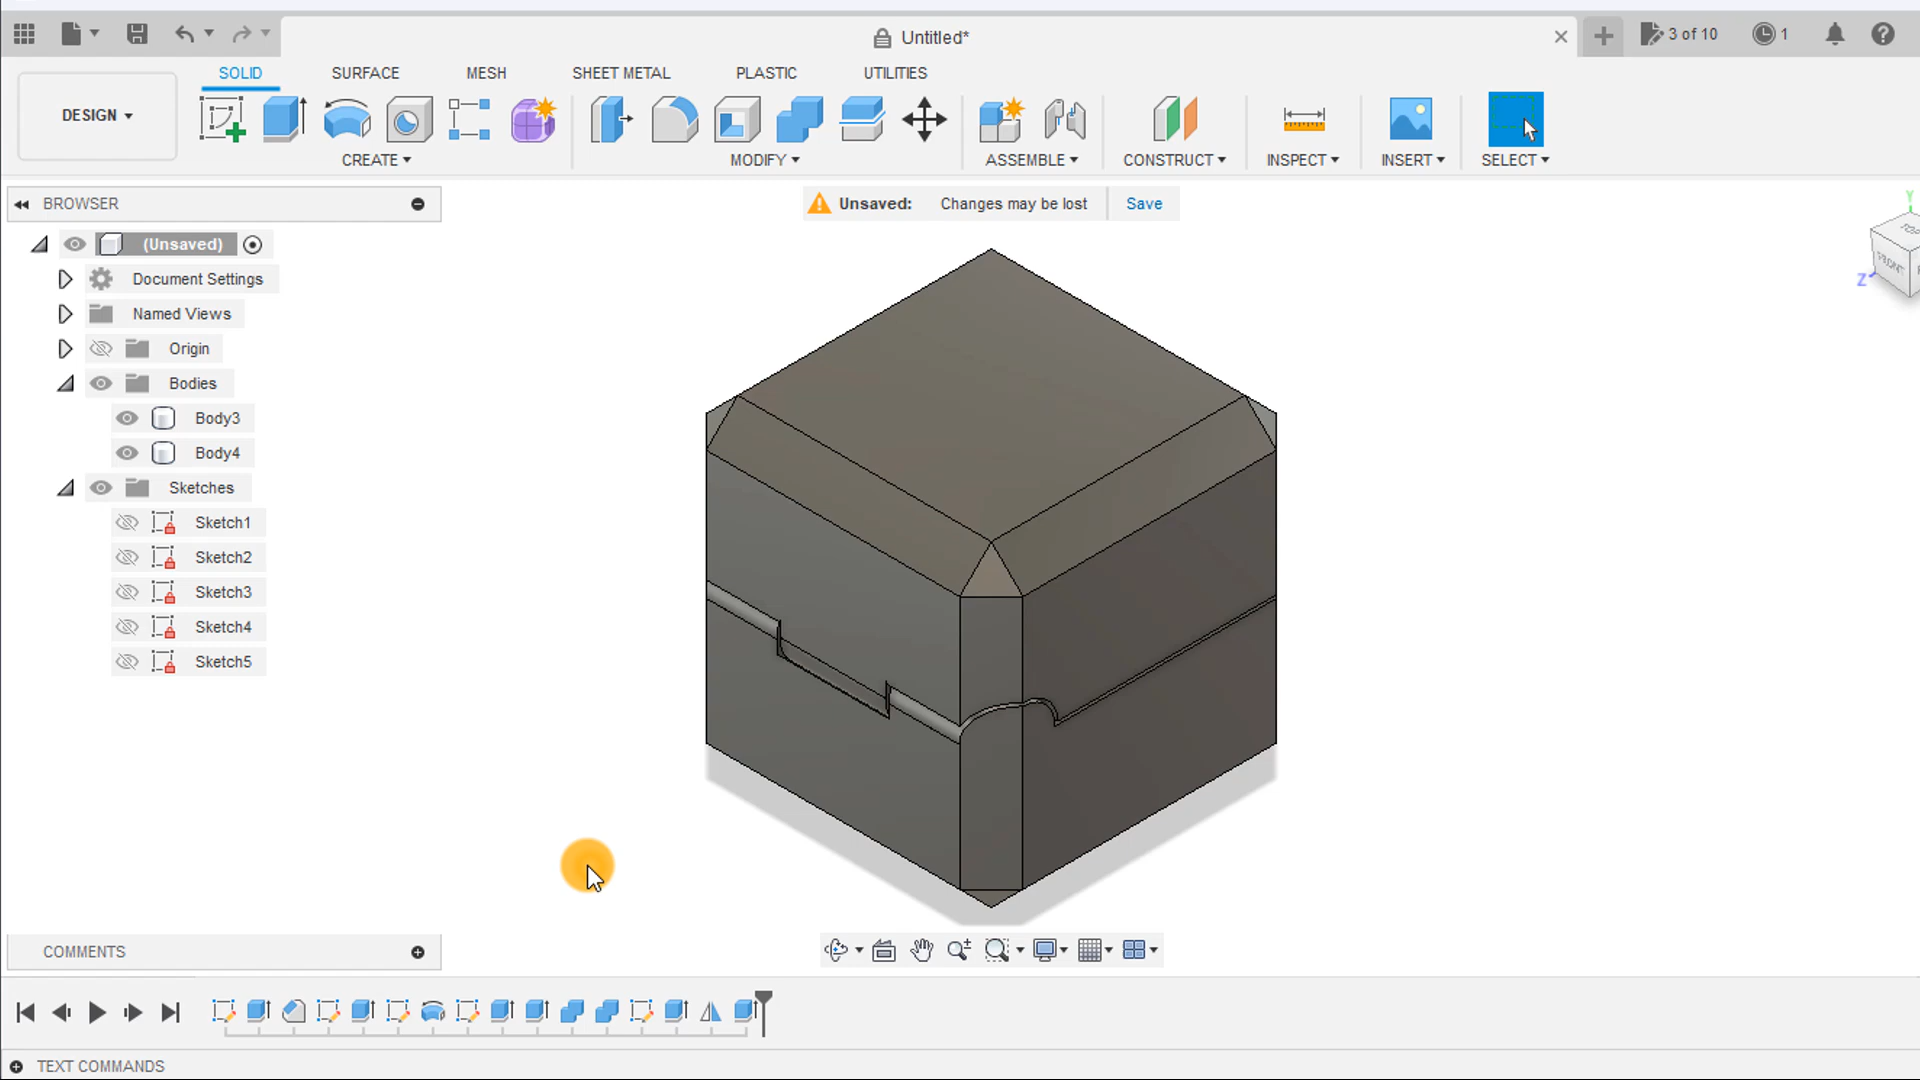 Untitled*
3 of 10
1
DESIGN
SOLID
SURFACE
MESH
SHEET METAL
PLASTIC
UTILITIES
CREATE
MODIFY
ASSEMBLE
CONSTRUCT
INSPECT
INSERT
SELECT
BROWSER
Unsaved: Changes may be lost
Save
(Unsaved)
Document Settings
Named Views
Origin
Bodies
Body3
Body4
Sketches
Sketch1
Sketch2
Sketch3
Sketch4
Sketch5
Y
TOP
FRONT
Z
COMMENTS
TEXT COMMANDS